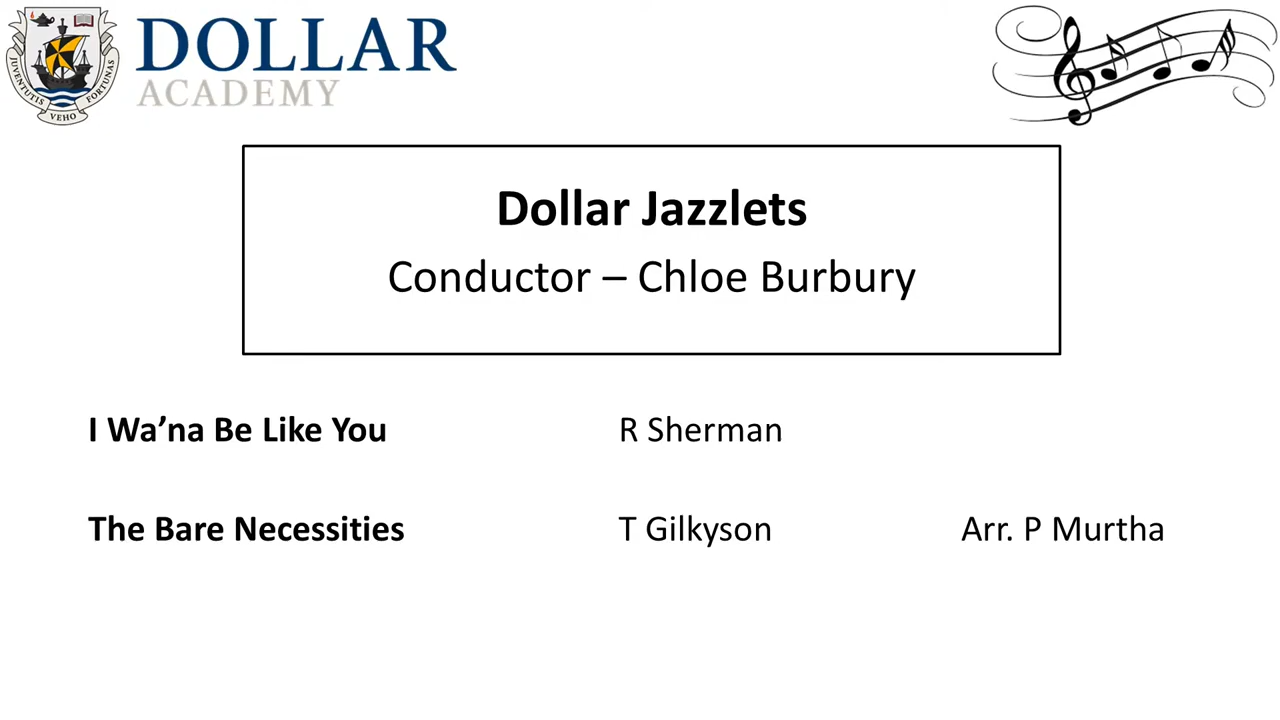 DOLLAR
ACADEMY
JUVENTUTIS VEHO FORTUNAS
Dollar Jazzlets
Conductor – Chloe Burbury
I Wa’na Be Like You R Sherman
The Bare Necessities T Gilkyson Arr. P Murtha